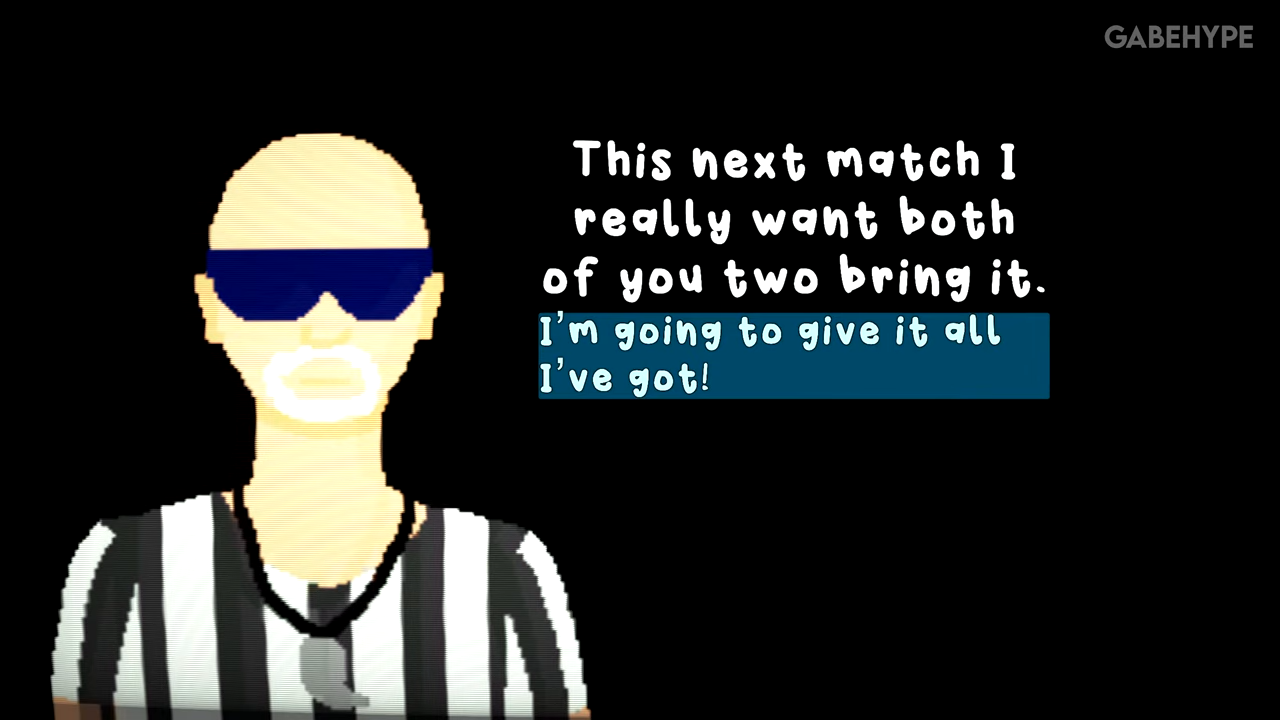 GABEHYPE
This next match I
really want both
of you two bring it.
I'm going to give it all
I've got!